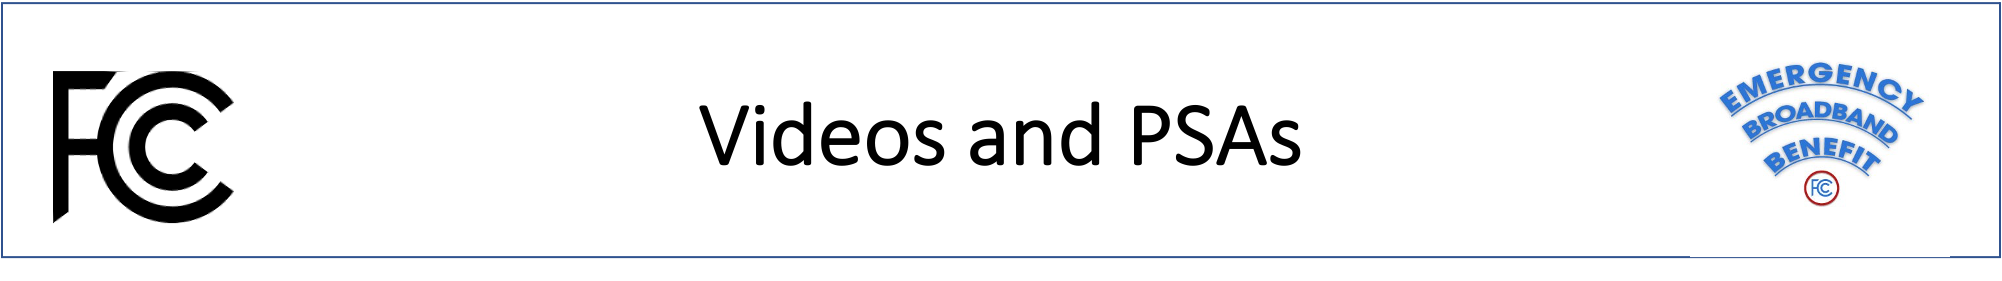 FCC
Videos and PSAs
EMERGENCY
BROADBAND
BENEFIT
FCC